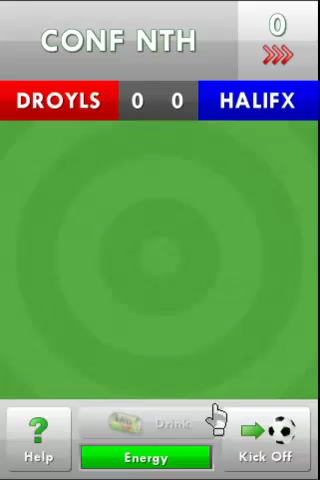 CONF NTH
0
DROYLS 0 0 HALIFX
Drink
Help
Energy
Kick Off